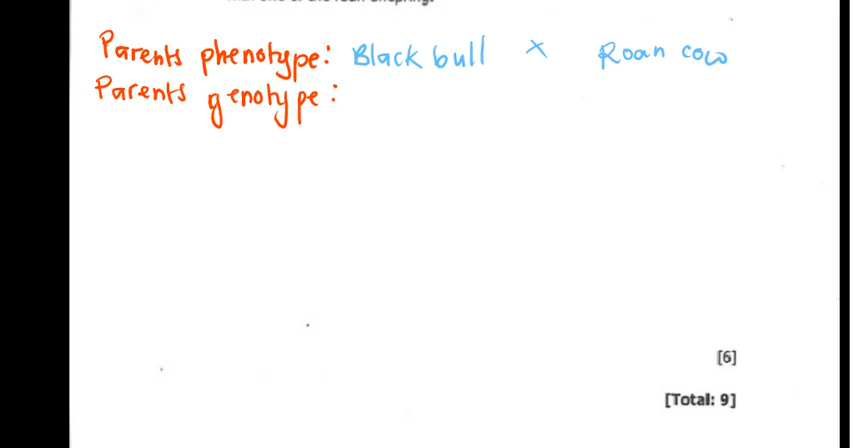 Parents phenotype: Black bull × Roan cow
Parents genotype:
[6]
[Total: 9]